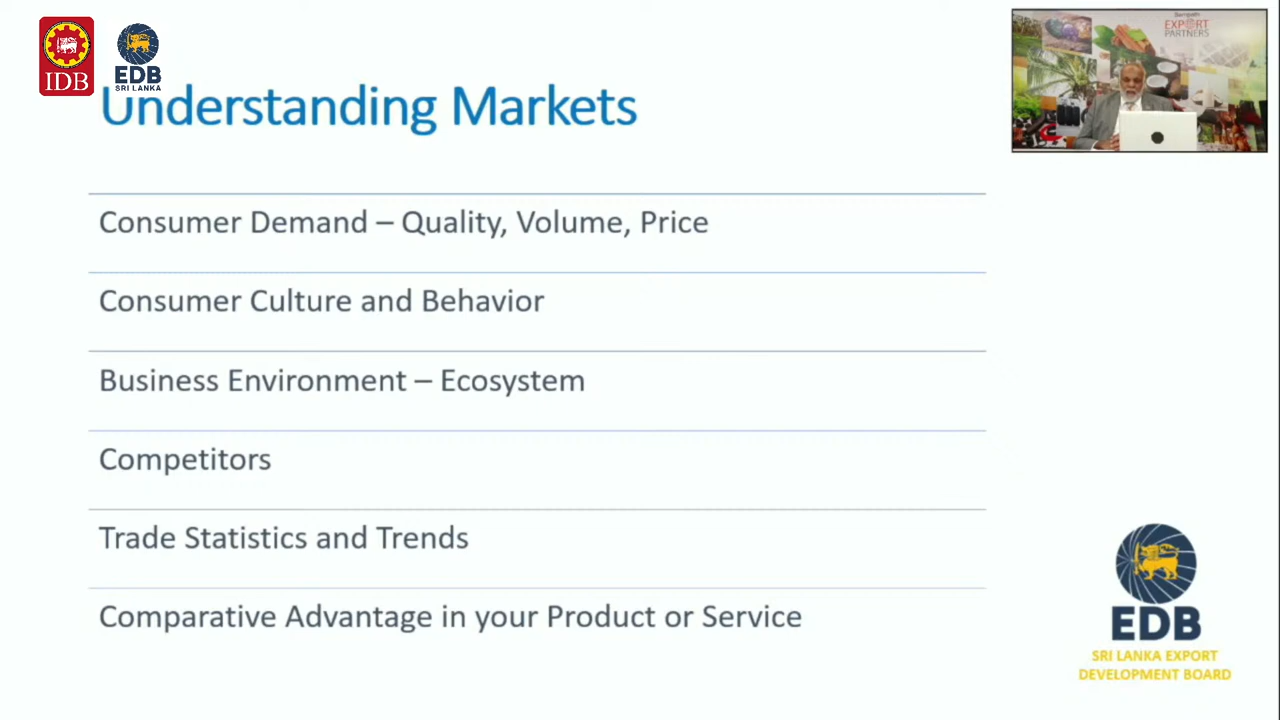 IDB
EDB
SRI LANKA
EXPORT
PARTNERS
Understanding Markets
Consumer Demand – Quality, Volume, Price
Consumer Culture and Behavior
Business Environment – Ecosystem
Competitors
Trade Statistics and Trends
Comparative Advantage in your Product or Service
EDB
SRI LANKA EXPORT
DEVELOPMENT BOARD